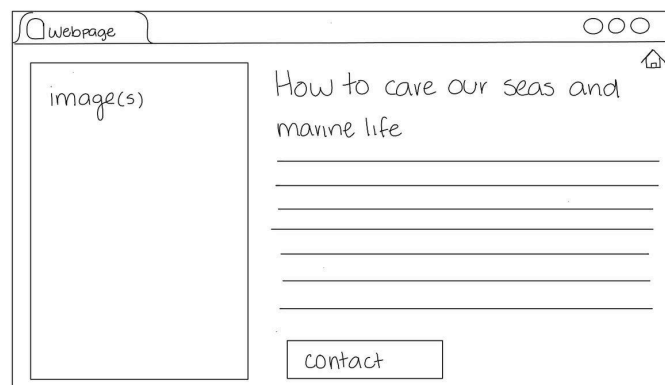 Webpage
image(s)
How to care our seas and
marine life
contact